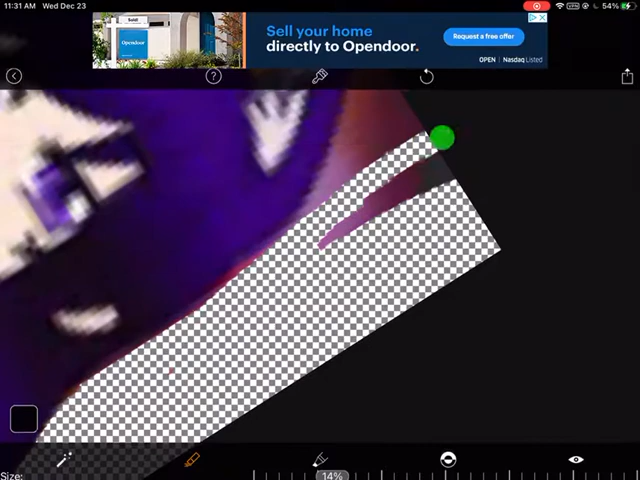 11:31 AM Wed Dec 23
VPN
54%
Sold!
Opendoor
Sell your home
directly to Opendoor.
Request a free offer
OPEN | Nasdaq Listed
?
Size:
14%